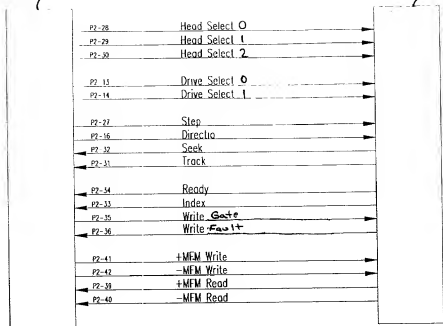 P2-28 Head Select 0
P2-29 Head Select 1
P2-30 Head Select 2
P2-13 Drive Select 0
P2-14 Drive Select 1
P2-27 Step
P2-16 Directio
P2-32 Seek
P2-31 Track
P2-34 Ready
P2-33 Index
P2-35 Write Gate
P2-36 Write Fault
P2-41 +MFM Write
P2-42 -MFM Write
P2-39 +MFM Read
P2-40 -MFM Read